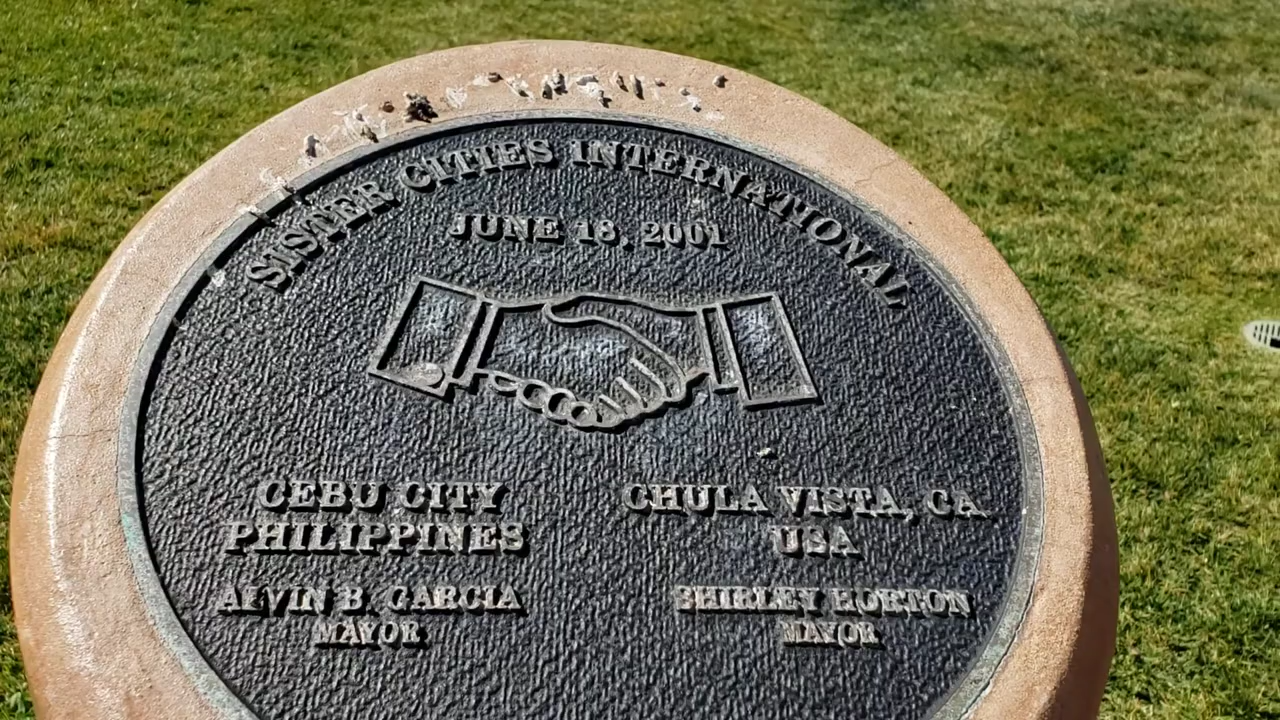 SISTER CITIES INTERNATIONAL
JUNE 18, 2001
CEBU CITY
PHILIPPINES
ALVIN B. GARCIA
MAYOR
CHULA VISTA, CA
USA
SHIRLEY HORTON
MAYOR